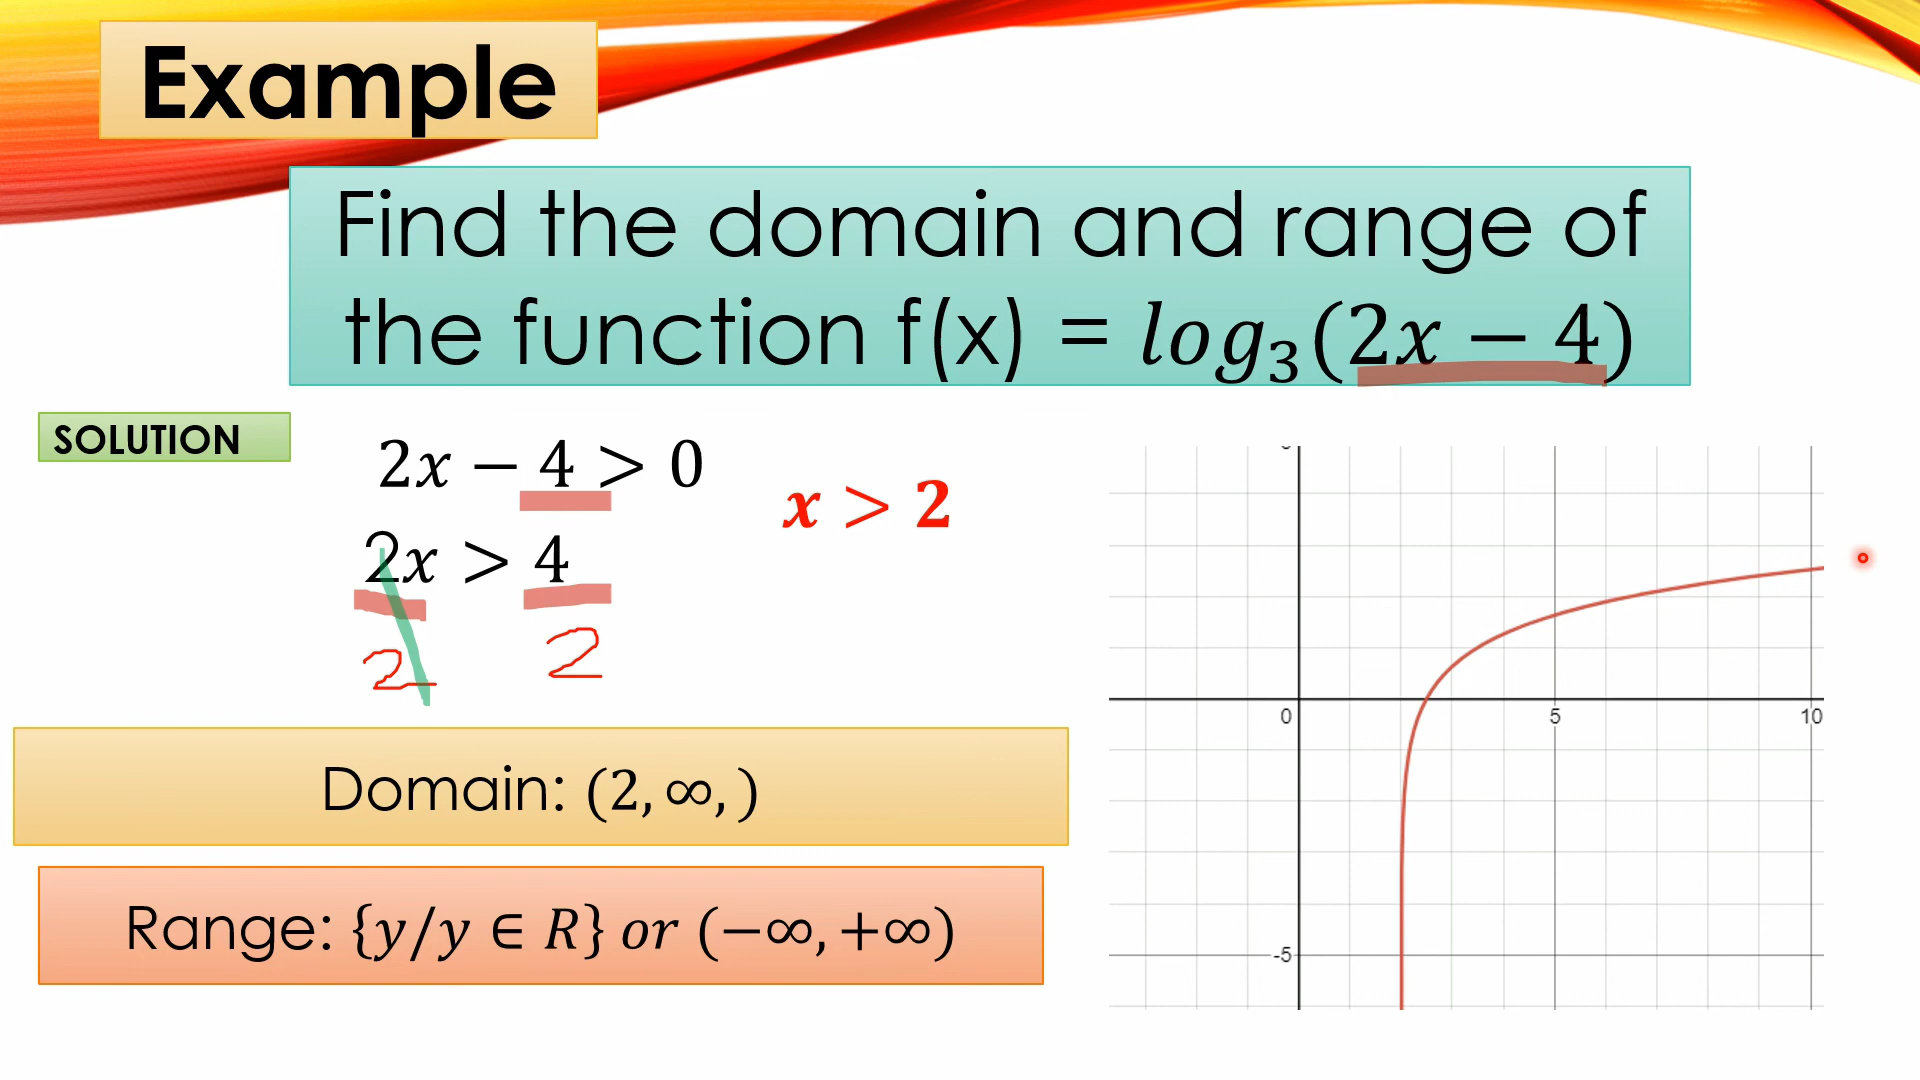 Example
Find the domain and range of
the function f(x) = log₃(2x − 4)
SOLUTION
2x − 4 > 0
x > 2
2x > 4
2 2
Domain: (2, ∞, )
Range: {y/y ∈ R} or (−∞, +∞)
0 5 10
-5